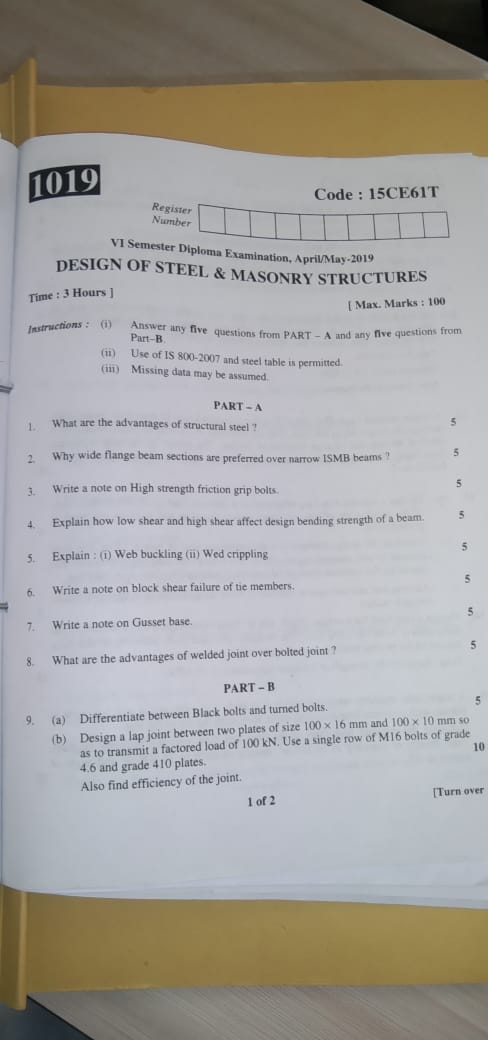 1019
Code : 15CE61T
Register
Number
VI Semester Diploma Examination, April/May-2019
DESIGN OF STEEL & MASONRY STRUCTURES
Time : 3 Hours ]
[ Max. Marks : 100
Instructions : (i) Answer any five questions from PART – A and any five questions from
Part–B.
(ii) Use of IS 800-2007 and steel table is permitted.
(iii) Missing data may be assumed.
PART – A
1. What are the advantages of structural steel ? 5
2. Why wide flange beam sections are preferred over narrow ISMB beams ? 5
3. Write a note on High strength friction grip bolts. 5
4. Explain how low shear and high shear affect design bending strength of a beam. 5
5. Explain : (i) Web buckling (ii) Wed crippling 5
6. Write a note on block shear failure of tie members. 5
7. Write a note on Gusset base. 5
8. What are the advantages of welded joint over bolted joint ? 5
PART – B
9. (a) Differentiate between Black bolts and turned bolts. 5
(b) Design a lap joint between two plates of size 100 × 16 mm and 100 × 10 mm so
as to transmit a factored load of 100 kN. Use a single row of M16 bolts of grade
4.6 and grade 410 plates. 10
Also find efficiency of the joint.
1 of 2
[Turn over